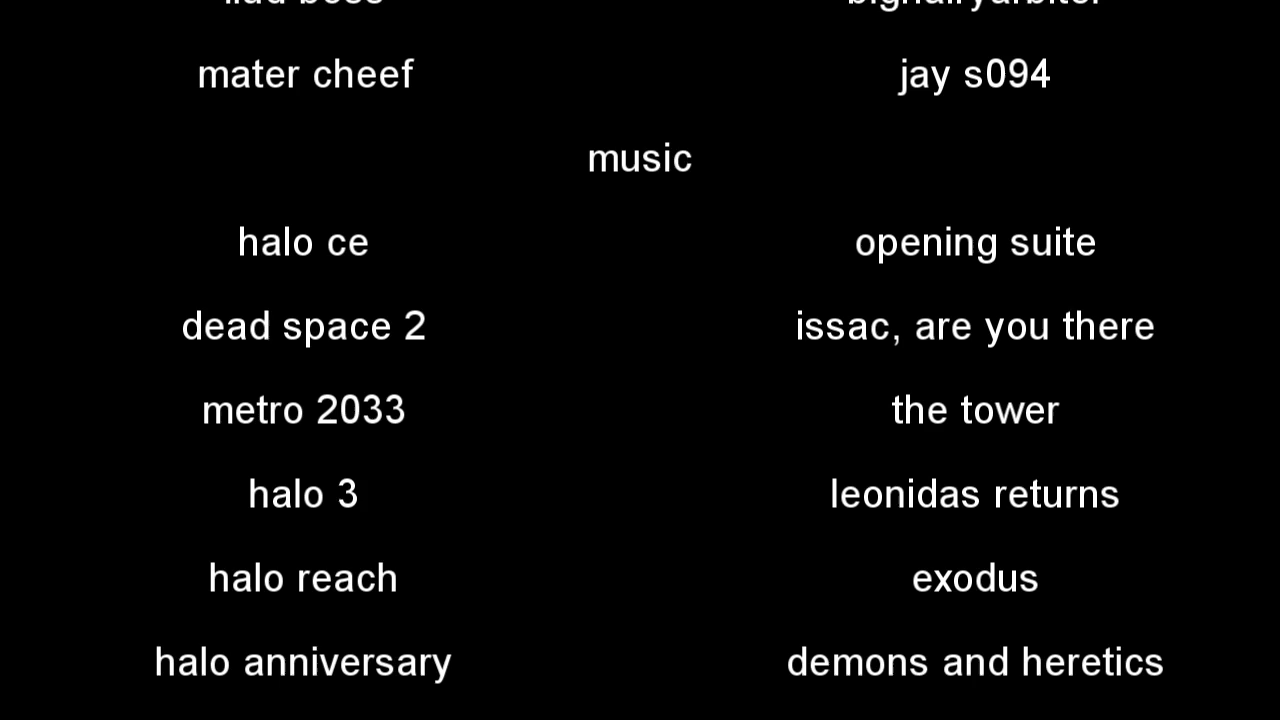 mater cheef jay s094
music
halo ce opening suite
dead space 2 issac, are you there
metro 2033 the tower
halo 3 leonidas returns
halo reach exodus
halo anniversary demons and heretics